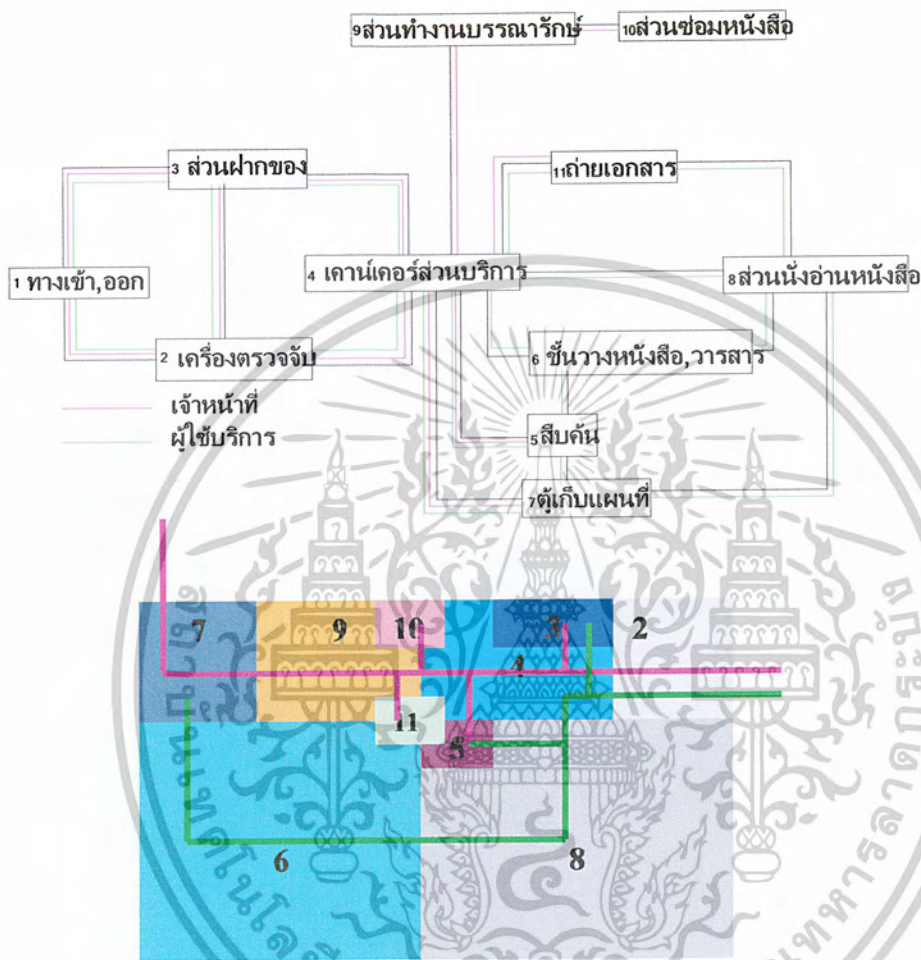 9 ส่วนทำงานบรรณารักษ์
10 ส่วนซ่อมหนังสือ
3 ส่วนฝากของ
11 ถ่ายเอกสาร
1 ทางเข้า,ออก
4 เคาน์เตอร์ส่วนบริการ
8 ส่วนนั่งอ่านหนังสือ
2 เครื่องตรวจจับ
6 ชั้นวางหนังสือ,วารสาร
เจ้าหน้าที่
ผู้ใช้บริการ
5 สืบค้น
7 ตู้เก็บแผนที่
7 9 10 3 2
4
11
5
6 8